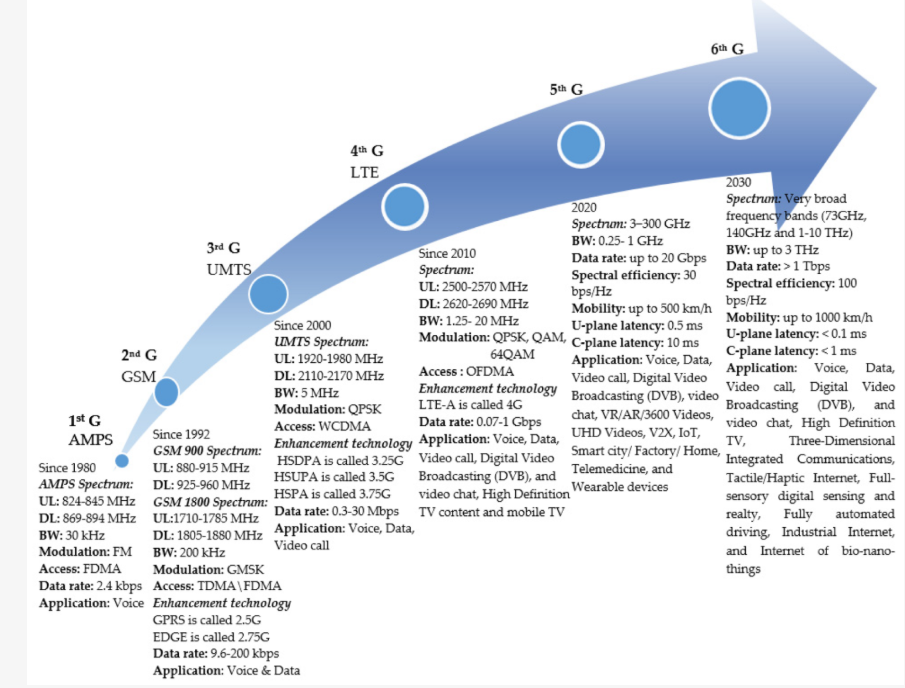 1st G
AMPS
Since 1980
AMPS Spectrum:
UL: 824-845 MHz
DL: 869-894 MHz
BW: 30 kHz
Modulation: FM
Access: FDMA
Data rate: 2.4 kbps
Application: Voice
2nd G
GSM
Since 1992
GSM 900 Spectrum:
UL: 880-915 MHz
DL: 925-960 MHz
GSM 1800 Spectrum:
UL:1710-1785 MHz
DL: 1805-1880 MHz
BW: 200 kHz
Modulation: GMSK
Access: TDMA\FDMA
Enhancement technology
GPRS is called 2.5G
EDGE is called 2.75G
Data rate: 9.6-200 kbps
Application: Voice & Data
3rd G
UMTS
Since 2000
UMTS Spectrum:
UL: 1920-1980 MHz
DL: 2110-2170 MHz
BW: 5 MHz
Modulation: QPSK
Access: WCDMA
Enhancement technology
HSDPA is called 3.25G
HSUPA is called 3.5G
HSPA is called 3.75G
Data rate: 0.3-30 Mbps
Application: Voice, Data,
Video call
4th G
LTE
Since 2010
Spectrum:
UL: 2500-2570 MHz
DL: 2620-2690 MHz
BW: 1.25- 20 MHz
Modulation: QPSK, QAM,
64QAM
Access : OFDMA
Enhancement technology
LTE-A is called 4G
Data rate: 0.07-1 Gbps
Application: Voice, Data,
Video call, Digital Video
Broadcasting (DVB), and
video chat, High Definition
TV content and mobile TV
5th G
2020
Spectrum: 3–300 GHz
BW: 0.25- 1 GHz
Data rate: up to 20 Gbps
Spectral efficiency: 30
bps/Hz
Mobility: up to 500 km/h
U-plane latency: 0.5 ms
C-plane latency: 10 ms
Application: Voice, Data,
Video call, Digital Video
Broadcasting (DVB), video
chat, VR/AR/3600 Videos,
UHD Videos, V2X, IoT,
Smart city/ Factory/ Home,
Telemedicine, and
Wearable devices
6th G
2030
Spectrum: Very broad
frequency bands (73GHz,
140GHz and 1-10 THz)
BW: up to 3 THz
Data rate: > 1 Tbps
Spectral efficiency: 100
bps/Hz
Mobility: up to 1000 km/h
U-plane latency: < 0.1 ms
C-plane latency: < 1 ms
Application: Voice, Data,
Video call, Digital Video
Broadcasting (DVB), and
video chat, High Definition
TV, Three-Dimensional
Integrated Communications,
Tactile/Haptic Internet, Full-
sensory digital sensing and
realty, Fully automated
driving, Industrial Internet,
and Internet of bio-nano-
things